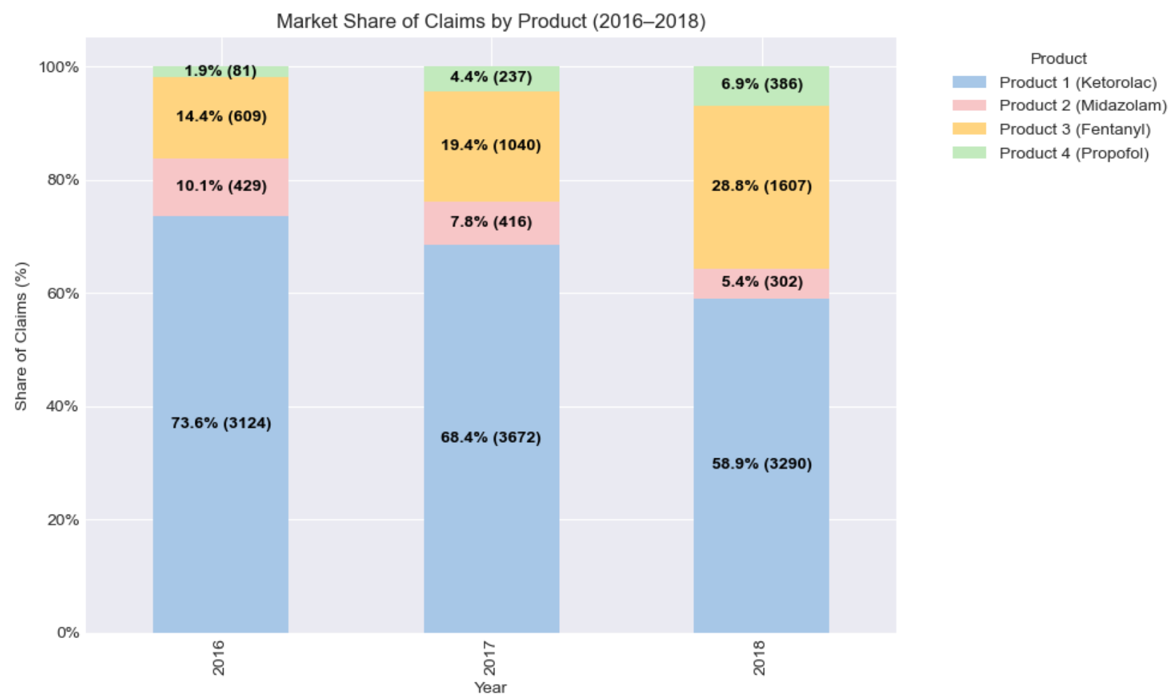 Market Share of Claims by Product (2016–2018)
Share of Claims (%)
100%
80%
60%
40%
20%
0%
1.9% (81)
14.4% (609)
10.1% (429)
73.6% (3124)
4.4% (237)
19.4% (1040)
7.8% (416)
68.4% (3672)
6.9% (386)
28.8% (1607)
5.4% (302)
58.9% (3290)
2016
2017
2018
Year
Product
Product 1 (Ketorolac)
Product 2 (Midazolam)
Product 3 (Fentanyl)
Product 4 (Propofol)